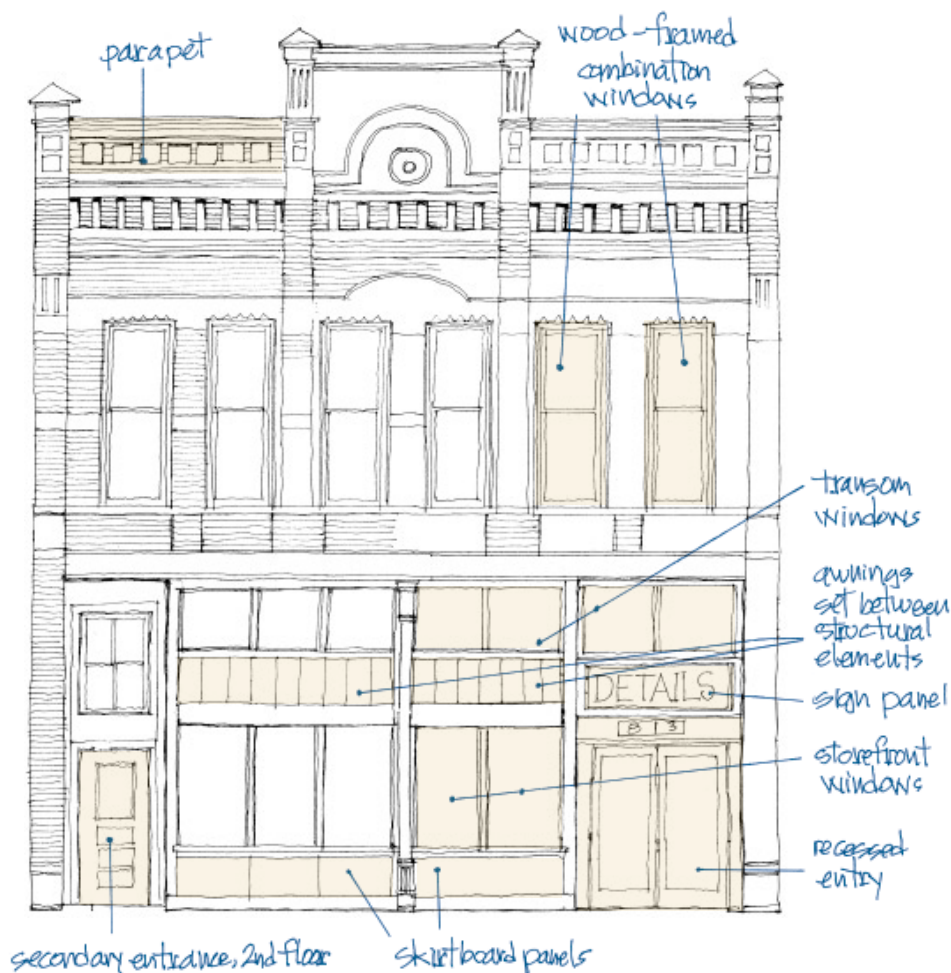 parapet
wood-framed
combination
windows
transom
windows
awnings
set between
structural
elements
DETAILS
sign panel
813
storefront
windows
recessed
entry
secondary entrance, 2nd floor
skirtboard panels